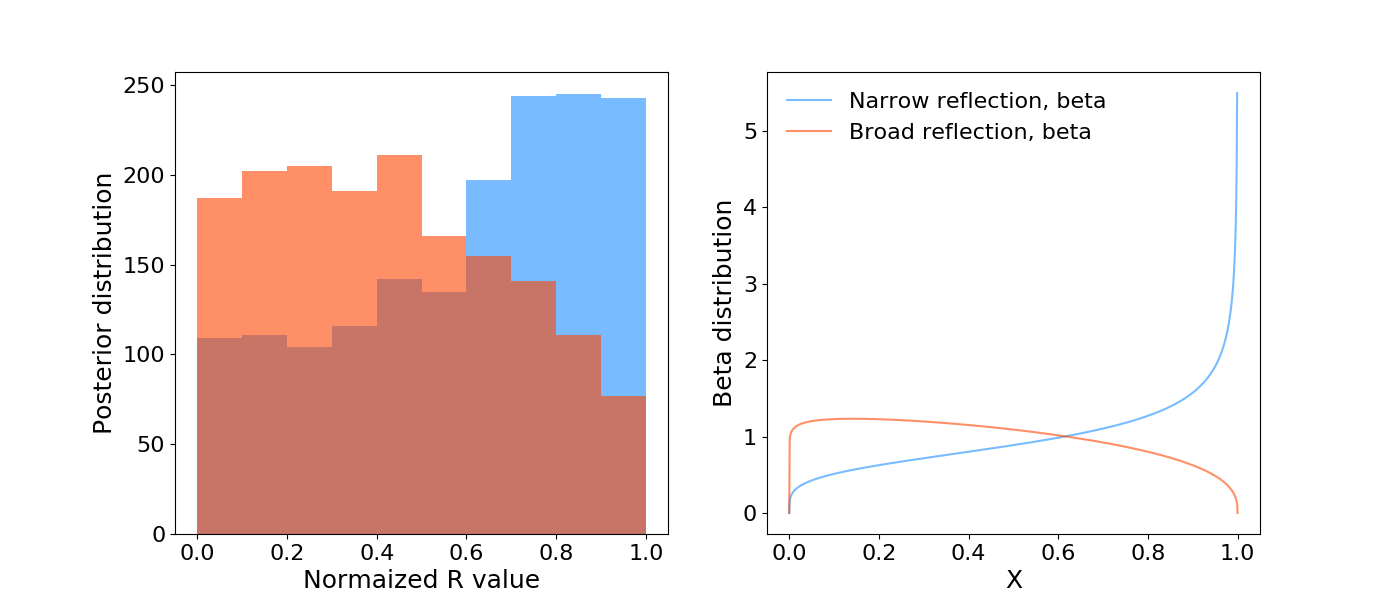 250
200
150
100
50
0
Posterior distribution
0.0 0.2 0.4 0.6 0.8 1.0
Normaized R value
Narrow reflection, beta
Broad reflection, beta
5
4
3
2
1
0
Beta distribution
0.0 0.2 0.4 0.6 0.8 1.0
X